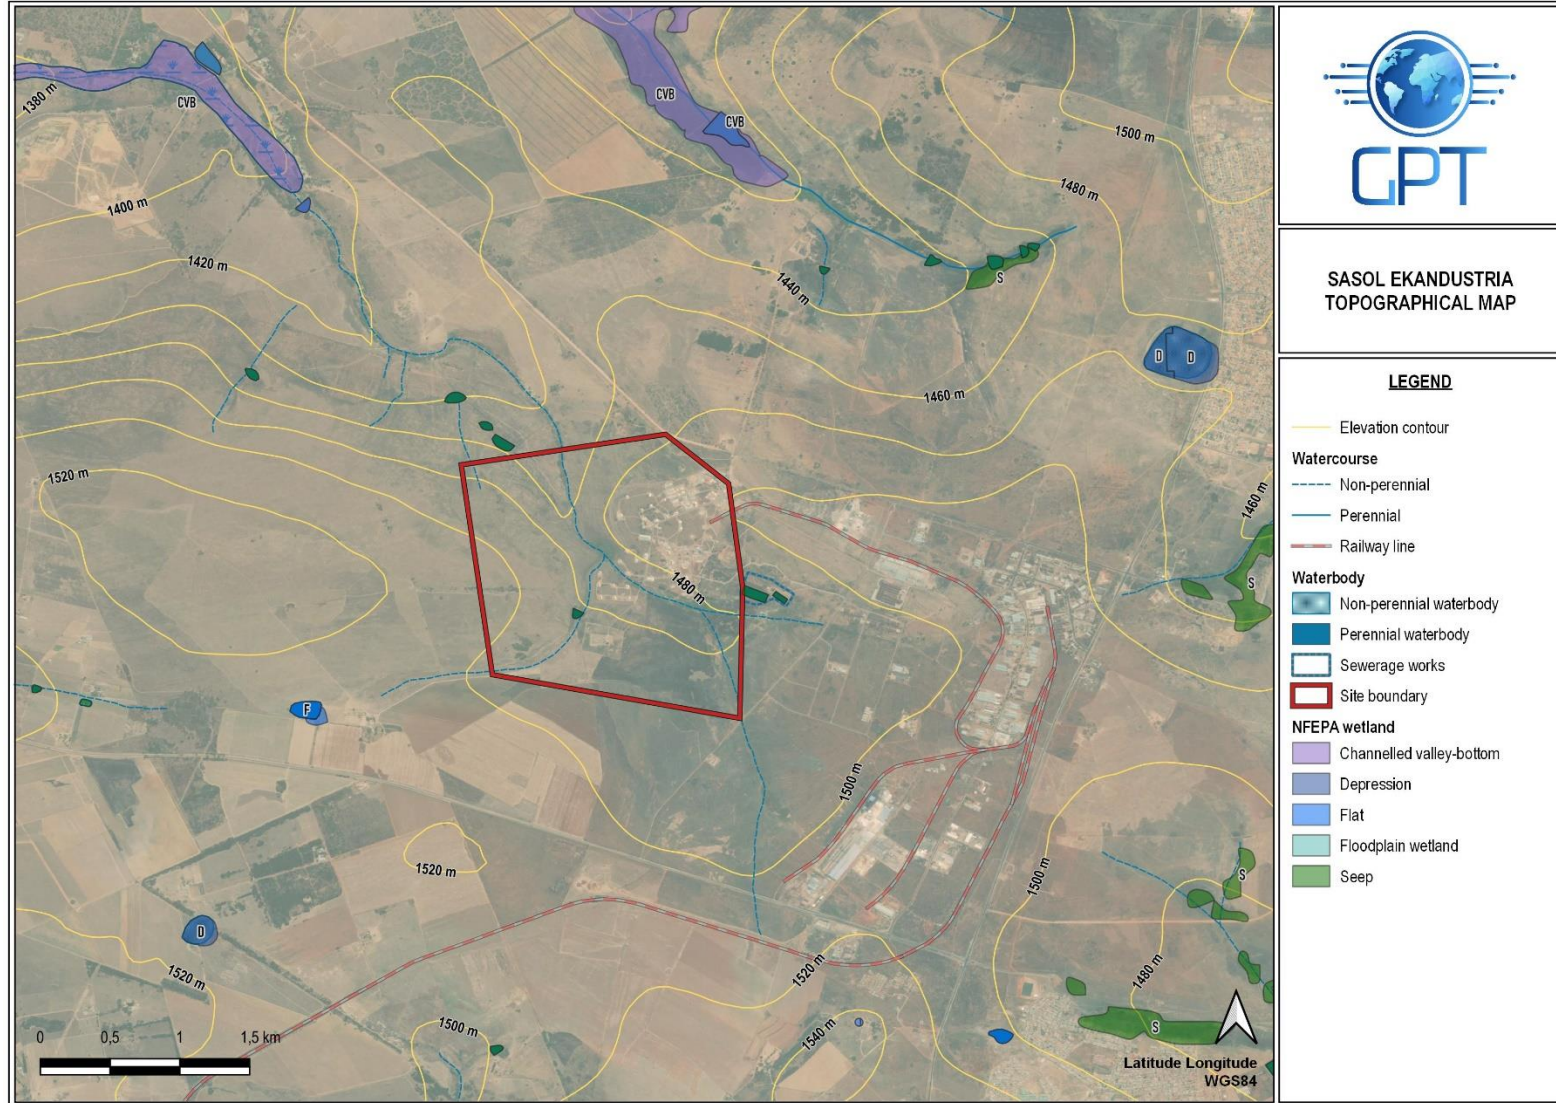 1380 m
CVB
CVB
CVB
1500 m
1400 m
1480 m
1420 m
S
1440 m
D
D
1460 m
1520 m
1460 m
1480 m
S
F
1500 m
1520 m
1500 m
S
D
1520 m
1520 m
1480 m
1500 m
1540 m
S
0
0,5
1
1,5 km
Latitude Longitude
WGS84
GPT
SASOL EKANDUSTRIA
TOPOGRAPHICAL MAP
LEGEND
Elevation contour
Watercourse
Non-perennial
Perennial
Railway line
Waterbody
Non-perennial waterbody
Perennial waterbody
Sewerage works
Site boundary
NFEPA wetland
Channelled valley-bottom
Depression
Flat
Floodplain wetland
Seep